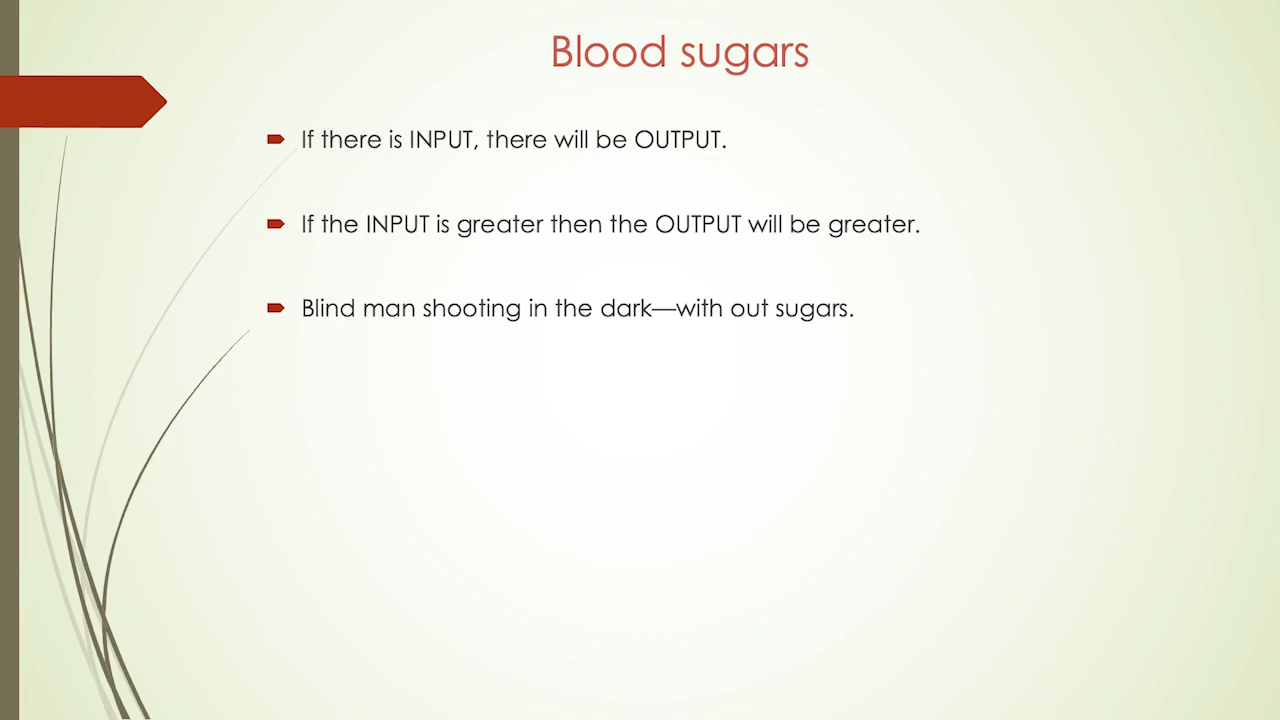 Blood sugars
If there is INPUT, there will be OUTPUT.
If the INPUT is greater then the OUTPUT will be greater.
Blind man shooting in the dark—with out sugars.